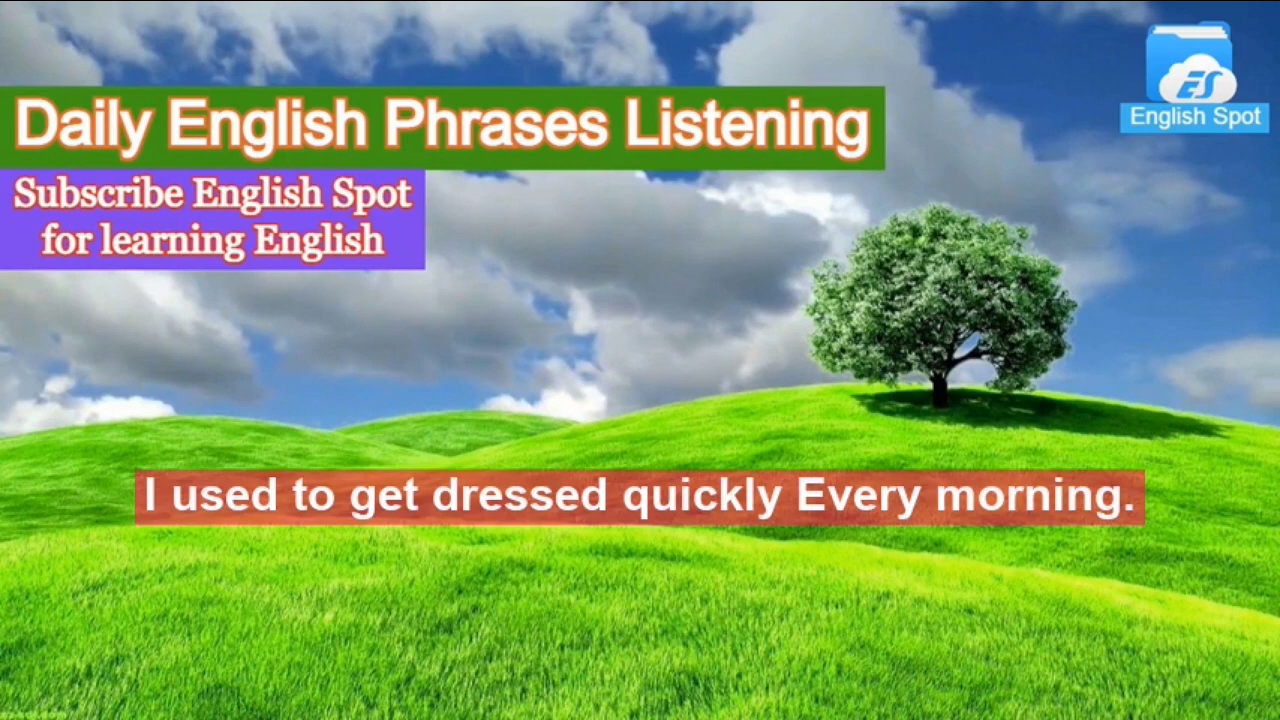 Daily English Phrases Listening
Subscribe English Spot
for learning English
ES
English Spot
I used to get dressed quickly Every morning.